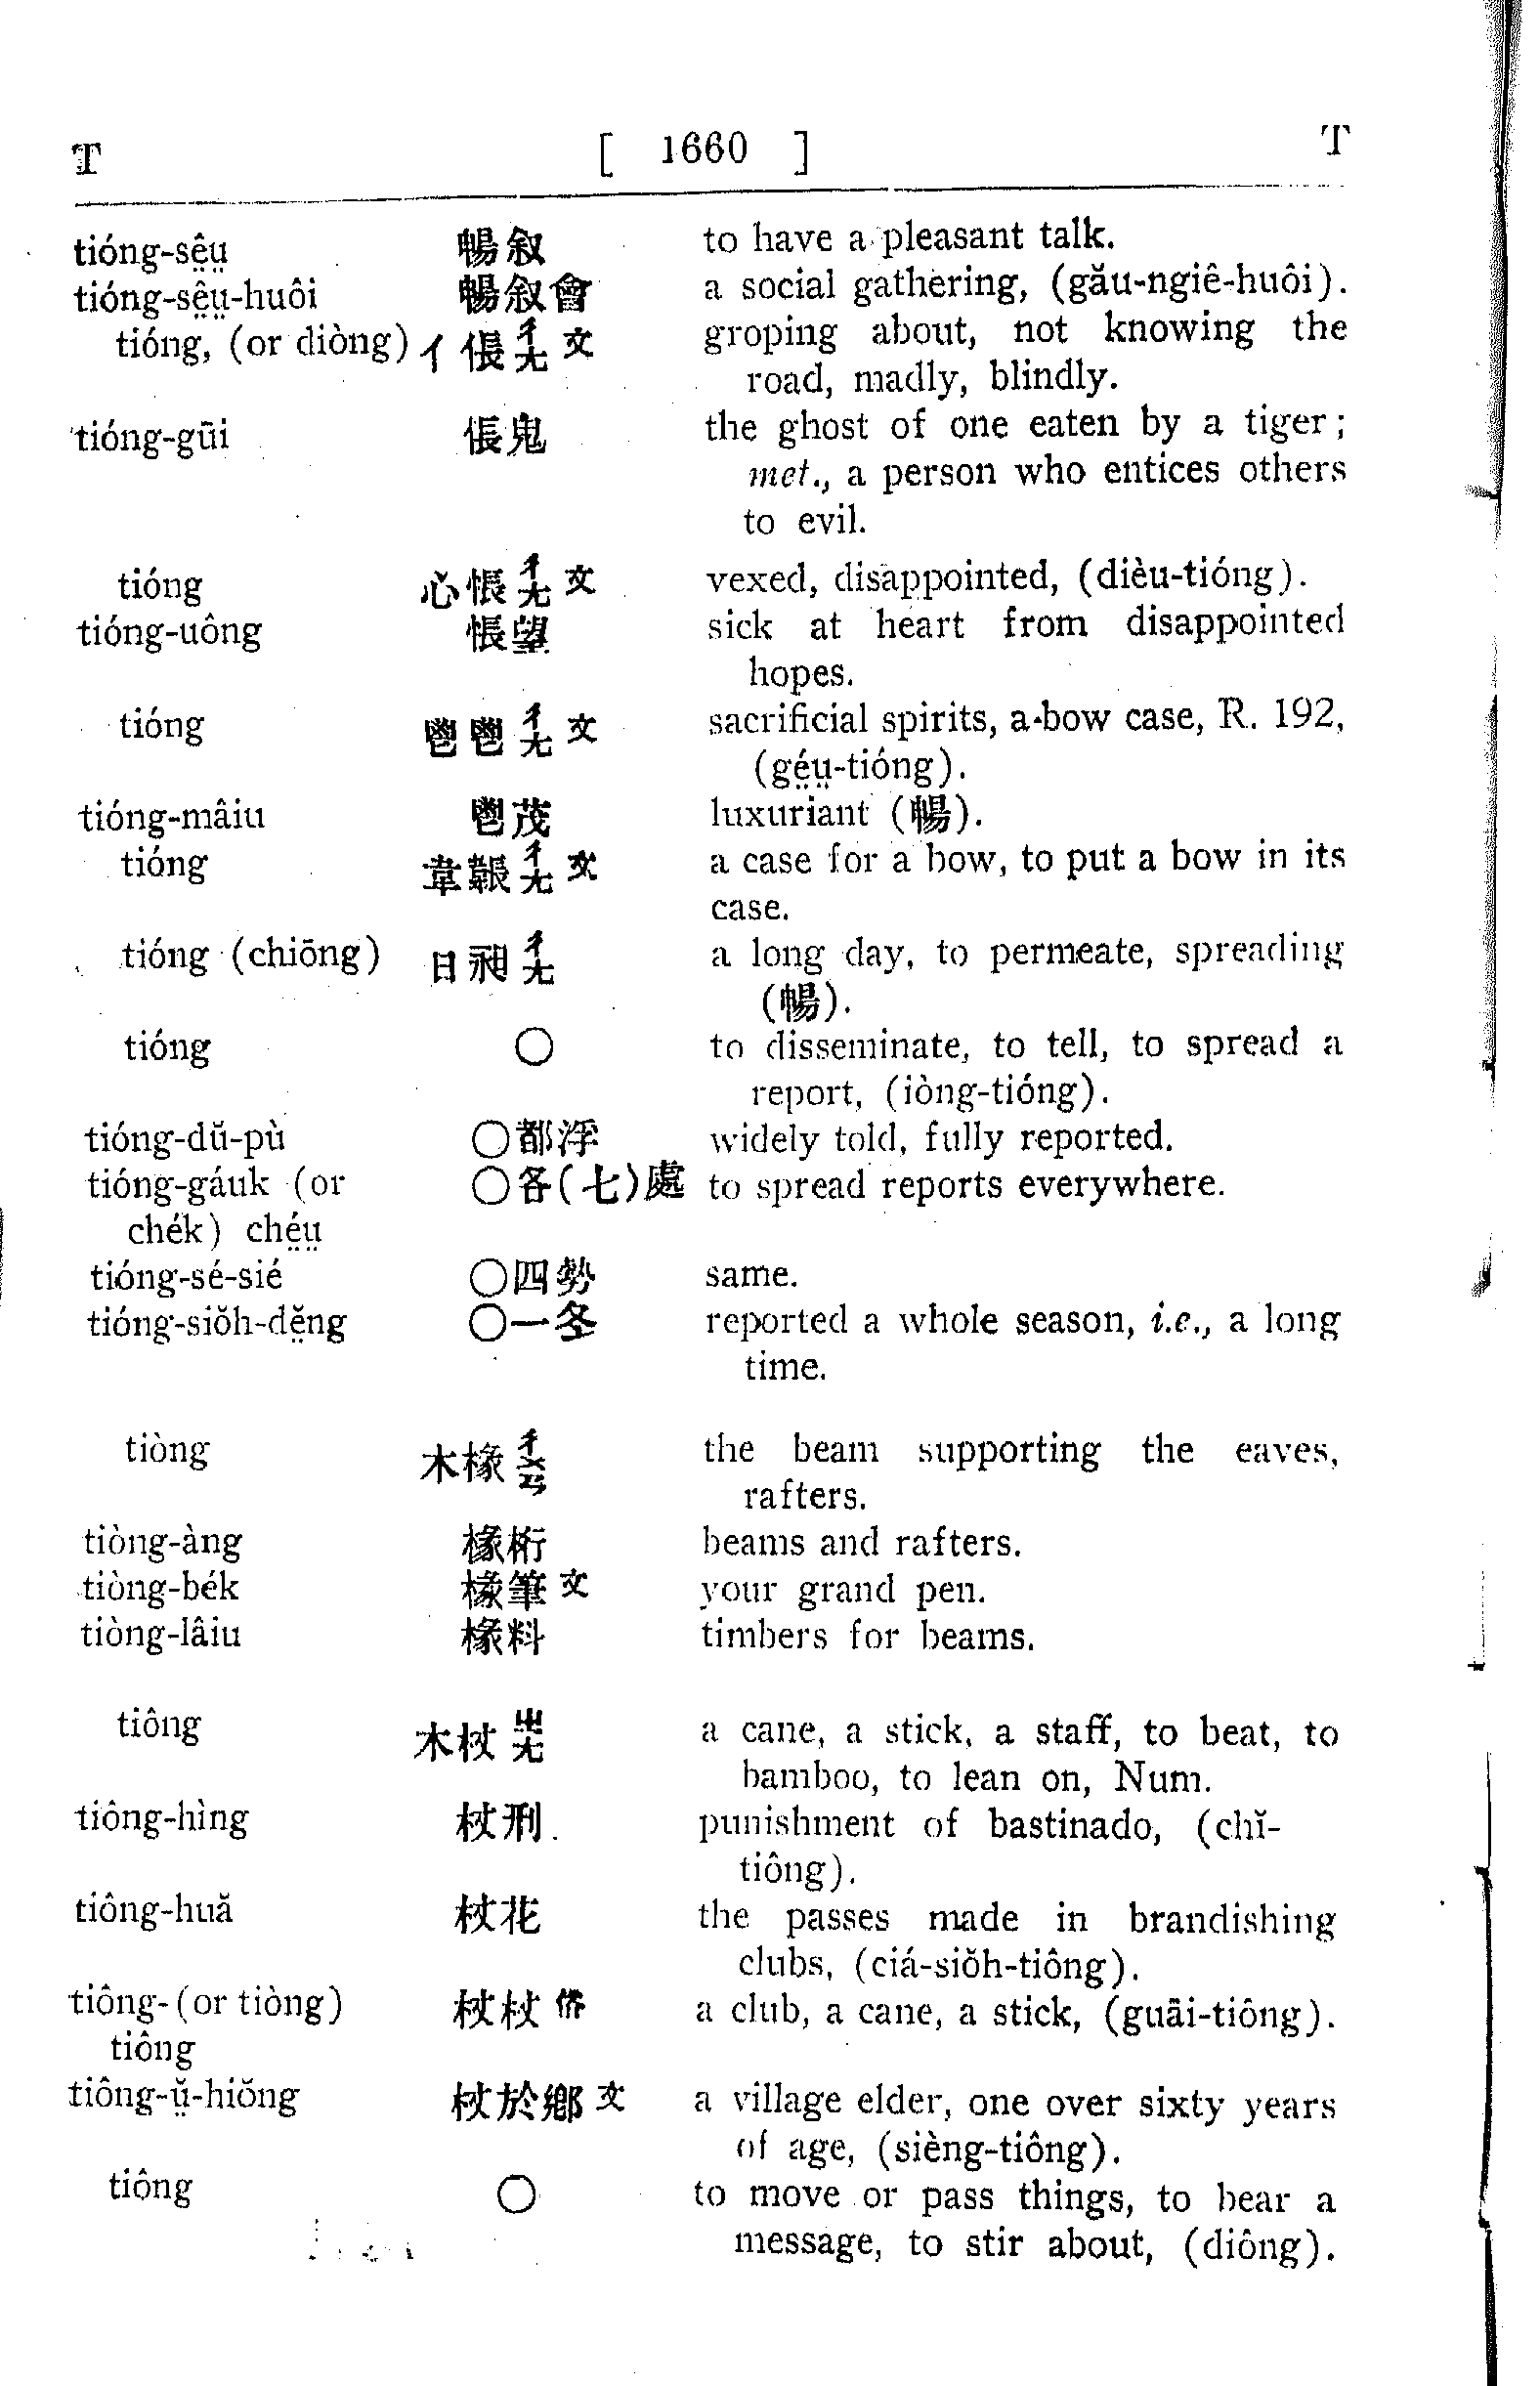 T [ 1660 ] T
tióng-sê̤ṳ 暢叙 to have a pleasant talk.
tióng-sê̤ṳ-huôi 暢叙會 a social gathering, (gău-ngiê-huôi).
tióng, (or diòng) 亻 倀 ㄔㄤ 文 groping about, not knowing the
road, madly, blindly.
tióng-gūi 倀鬼 the ghost of one eaten by a tiger;
met., a person who entices others
to evil.
tióng 心 悵 ㄔㄤ 文 vexed, disappointed, (dièu-tióng).
tióng-uông 悵望 sick at heart from disappointed
hopes.
tióng 鬯 鬯 ㄔㄤ 文 sacrificial spirits, a bow case, R. 192,
(gé̤ṳ-tióng).
tióng-mâiu 鬯茂 luxuriant (暢).
tióng 韋 韔 ㄔㄤ 文 a case for a bow, to put a bow in its
case.
tióng (chiōng) 日 昶 ㄔㄤ a long day, to permeate, spreading
(暢).
tióng ○ to disseminate, to tell, to spread a
report, (iòng-tióng).
tióng-dŭ-pù ○都浮 widely told, fully reported.
tióng-gáuk (or ○各(七)處 to spread reports everywhere.
chék) ché̤ṳ
tióng-sé-sié ○四勢 same.
tióng-siŏh-dĕ̤ng ○一冬 reported a whole season, i.e., a long
time.
tiòng 木 椽 ㄔㄨㄢ the beam supporting the eaves,
rafters.
tiòng-àng 椽桁 beams and rafters.
tiòng-bék 椽筆 文 your grand pen.
tiòng-lâiu 椽料 timbers for beams.
tiông 木 杖 ㄓㄤ a cane, a stick, a staff, to beat, to
bamboo, to lean on, Num.
tiông-hìng 杖刑. punishment of bastinado, (chĭ-
tiông).
tiông-huă 杖花 the passes made in brandishing
clubs, (ciá-siŏh-tiông).
tiông-(or tiòng) 杖杖 a club, a cane, a stick, (guāi-tiông).
tiông
tiông-ṳ̆-hiŏng 杖於鄉 文 a village elder, one over sixty years
of age, (sièng-tiông).
tiông ○ to move or pass things, to bear a
message, to stir about, (diông).